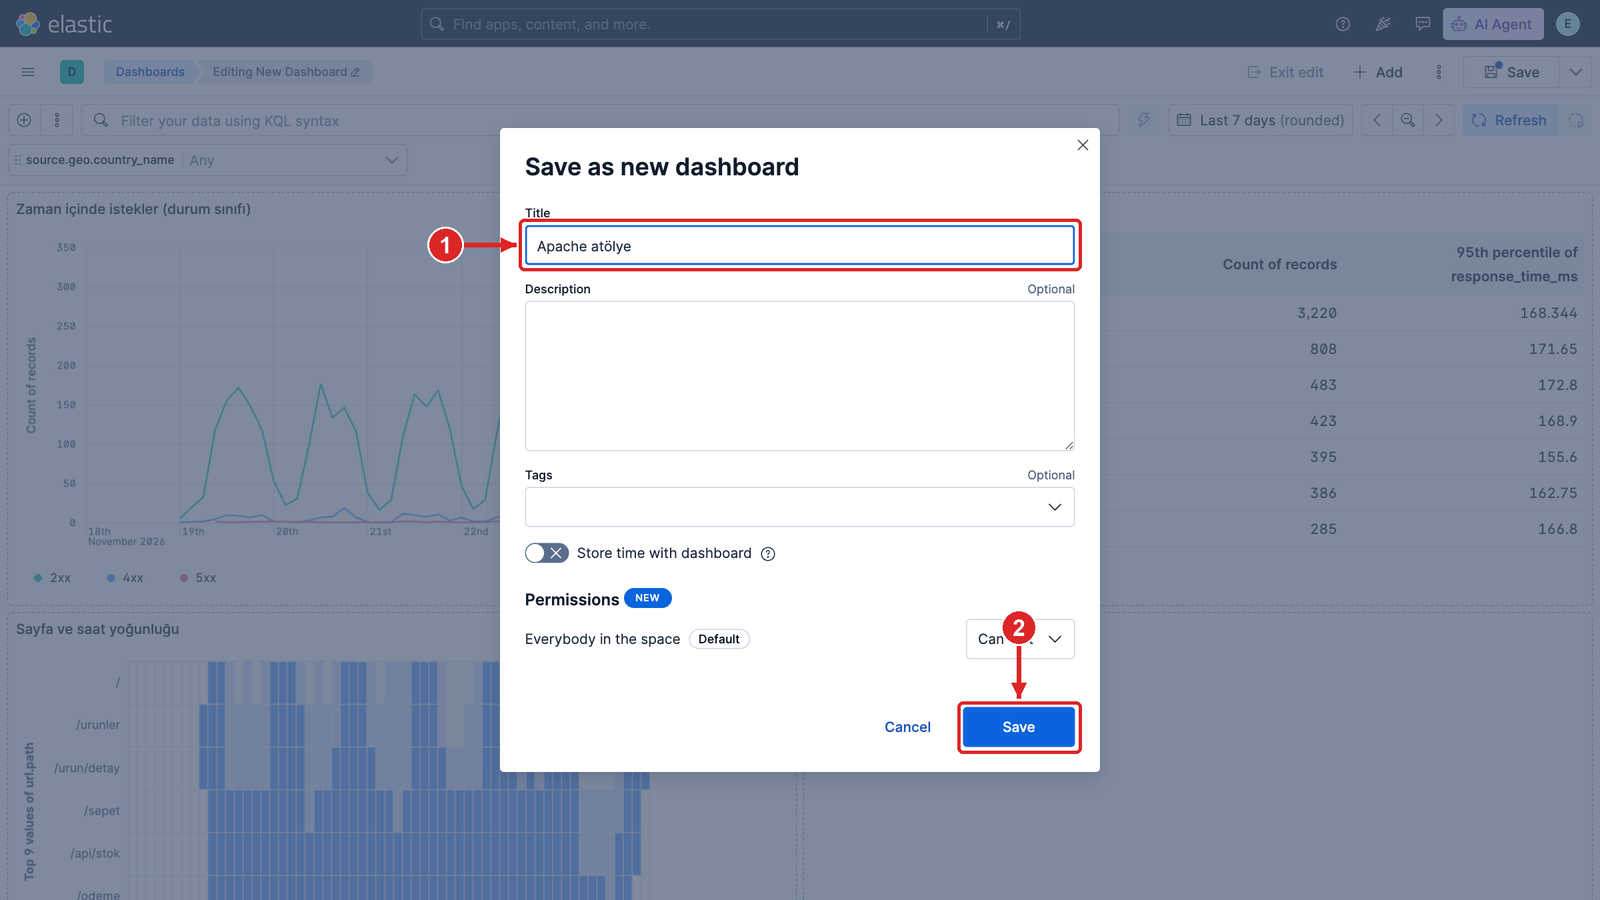 elastic
Find apps, content, and more.
⌘/
AI Agent
E
D
Dashboards
Editing New Dashboard
Exit edit
Add
Save
Filter your data using KQL syntax
Last 7 days (rounded)
Refresh
source.geo.country_name
Any
Zaman içinde istekler (durum sınıfı)
Count of records
350
300
250
200
150
100
50
0
18th
19th
20th
21st
22nd
November 2026
2xx
4xx
5xx
Count of records
95th percentile of
response_time_ms
3,220
168.344
808
171.65
483
172.8
423
168.9
395
155.6
386
162.75
285
166.8
Sayfa ve saat yoğunluğu
Top 9 values of url.path
/
/urunler
/urun/detay
/sepet
/api/stok
/odeme
Save as new dashboard
Title
1
Apache atölye
Description
Optional
Tags
Optional
Store time with dashboard
Permissions
NEW
Everybody in the space
Default
Can
2
Cancel
Save